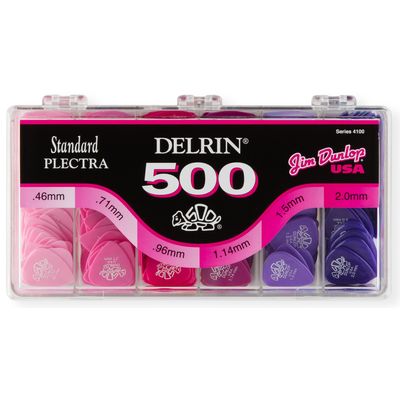 Series 4100
Standard
PLECTRA
DELRIN®
500
Jim Dunlop
USA
.46mm
.71mm
.96mm
1.14mm
1.5mm
2.0mm